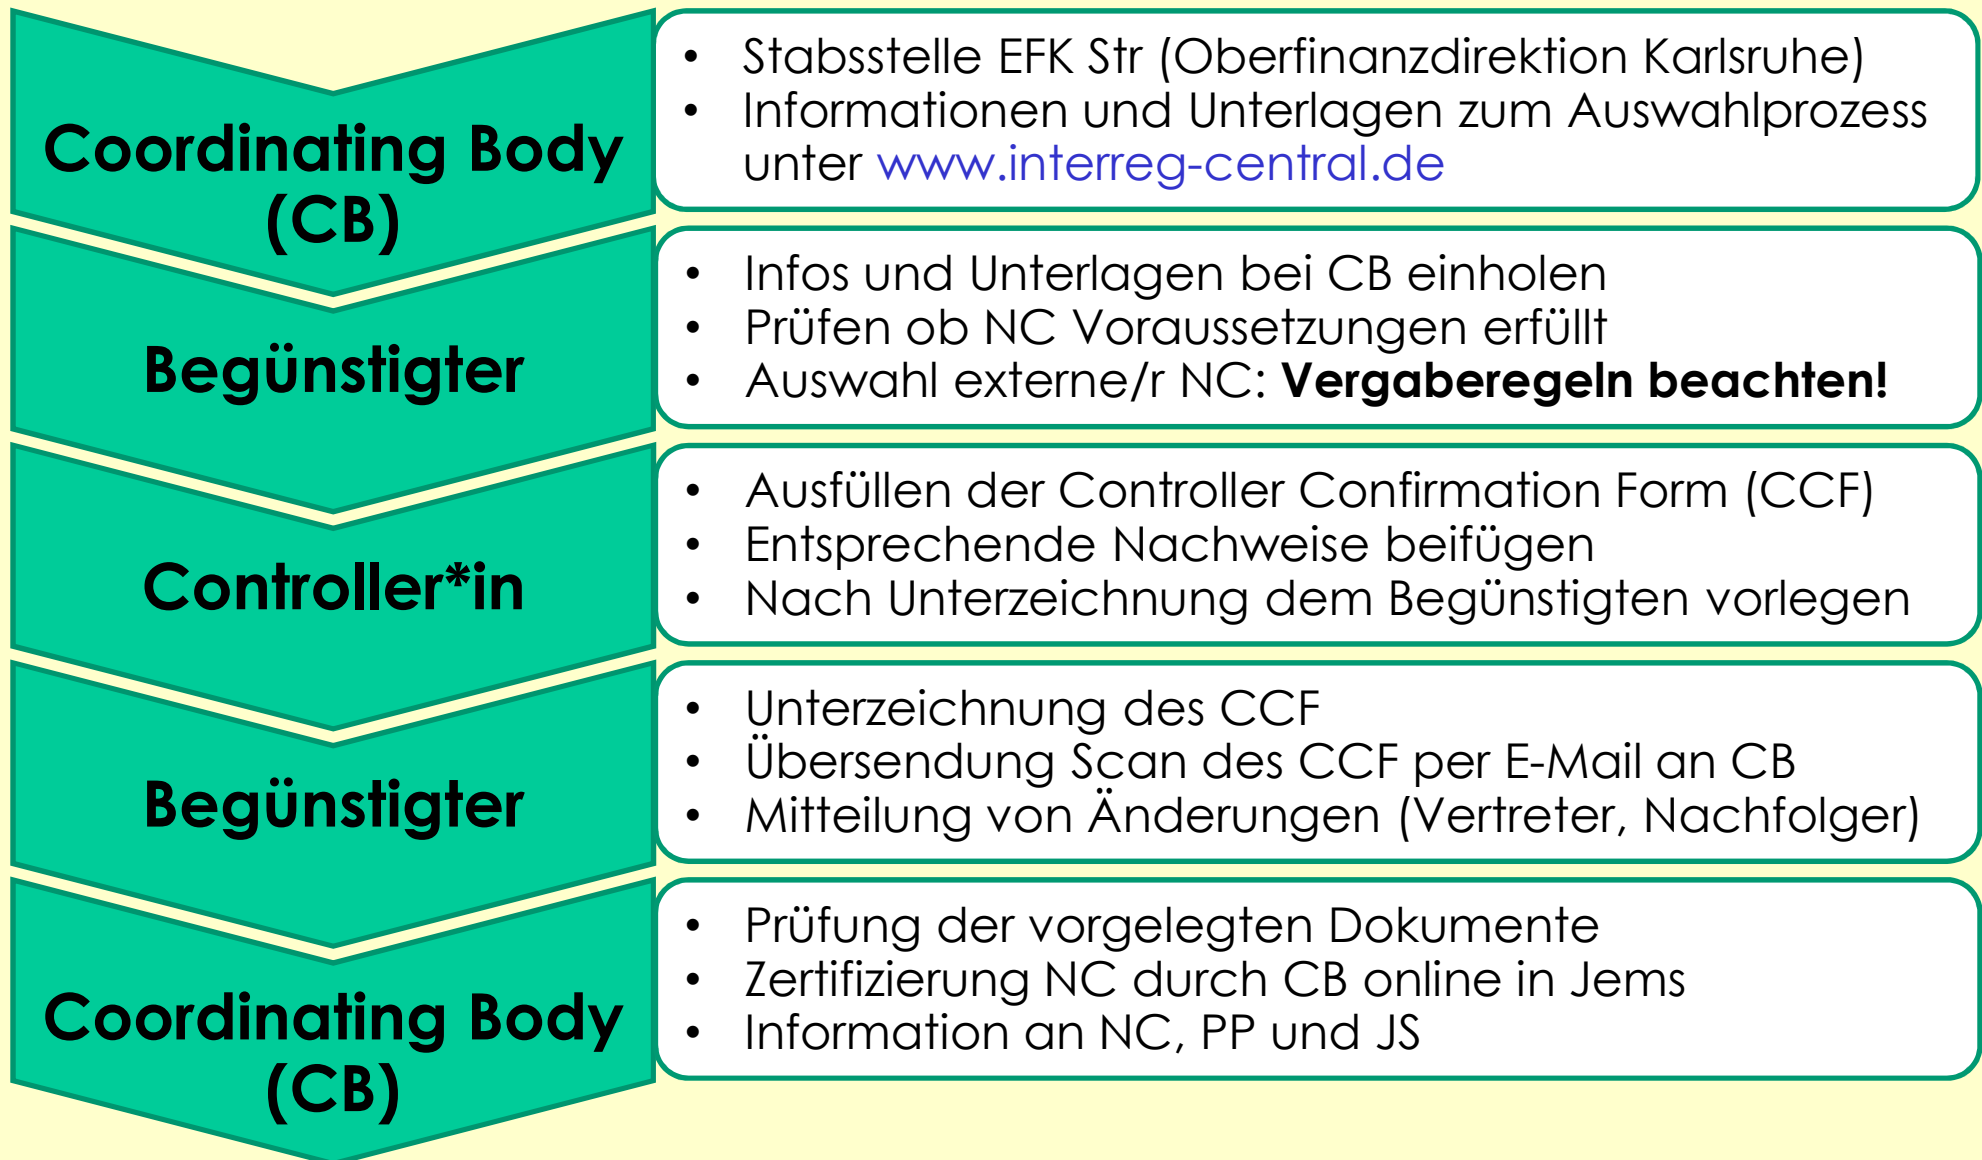 Coordinating Body
(CB)
• Stabsstelle EFK Str (Oberfinanzdirektion Karlsruhe)
• Informationen und Unterlagen zum Auswahlprozess
unter www.interreg-central.de
Begünstigter
• Infos und Unterlagen bei CB einholen
• Prüfen ob NC Voraussetzungen erfüllt
• Auswahl externe/r NC: Vergaberegeln beachten!
Controller*in
• Ausfüllen der Controller Confirmation Form (CCF)
• Entsprechende Nachweise beifügen
• Nach Unterzeichnung dem Begünstigten vorlegen
Begünstigter
• Unterzeichnung des CCF
• Übersendung Scan des CCF per E-Mail an CB
• Mitteilung von Änderungen (Vertreter, Nachfolger)
Coordinating Body
(CB)
• Prüfung der vorgelegten Dokumente
• Zertifizierung NC durch CB online in Jems
• Information an NC, PP und JS